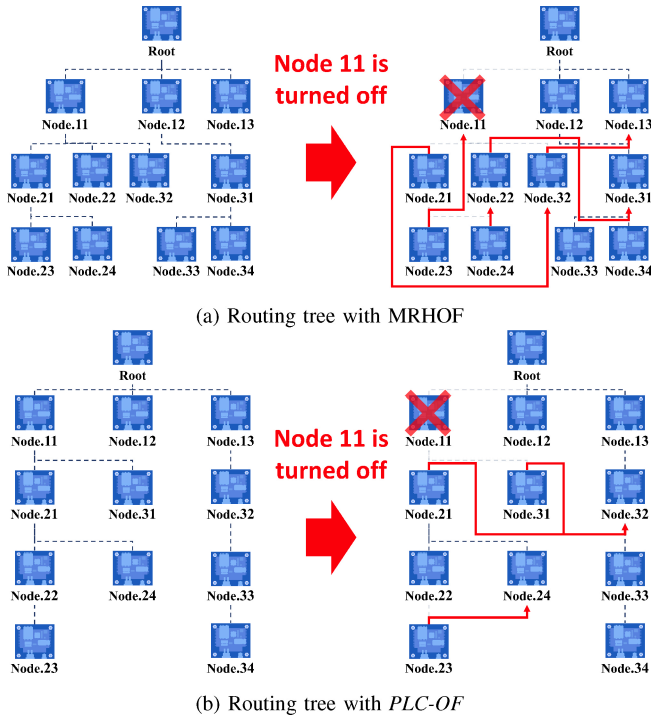 Root
Node.11 Node.12 Node.13
Node.21 Node.22 Node.32 Node.31
Node.23 Node.24 Node.33 Node.34
Node 11 is
turned off
Root
Node.11 Node.12 Node.13
Node.21 Node.22 Node.32 Node.31
Node.23 Node.24 Node.33 Node.34
(a) Routing tree with MRHOF
Root
Node.11 Node.12 Node.13
Node.21 Node.31 Node.32
Node.22 Node.24 Node.33
Node.23 Node.34
Node 11 is
turned off
Root
Node.11 Node.12 Node.13
Node.21 Node.31 Node.32
Node.22 Node.24 Node.33
Node.23 Node.34
(b) Routing tree with PLC-OF